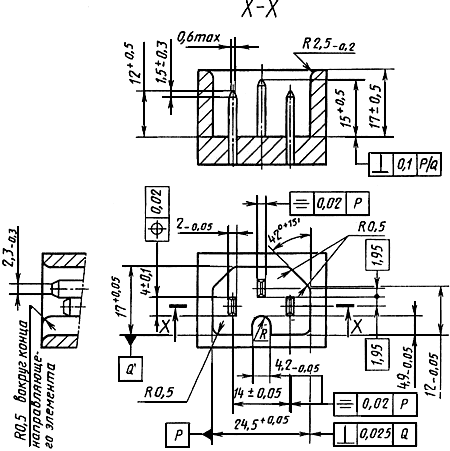 X-X
0,6max
R2,5-0,2
12+0,5
1,5±0,3
15+0,5
17±0,5
⊥ 0,1 P/Q
⌖ 0,02
= 0,02 P
2-0,05
R0,5
1,95
2,3-0,3
17+0,05
4±0,1
X
X
R
1,95
Q
R0,5
4,2-0,05
4,9-0,05
12-0,05
14±0,05
= 0,02 P
P
24,5+0,05
⊥ 0,025 Q
R0,5 вокруг конца
направляюще-
го элемента